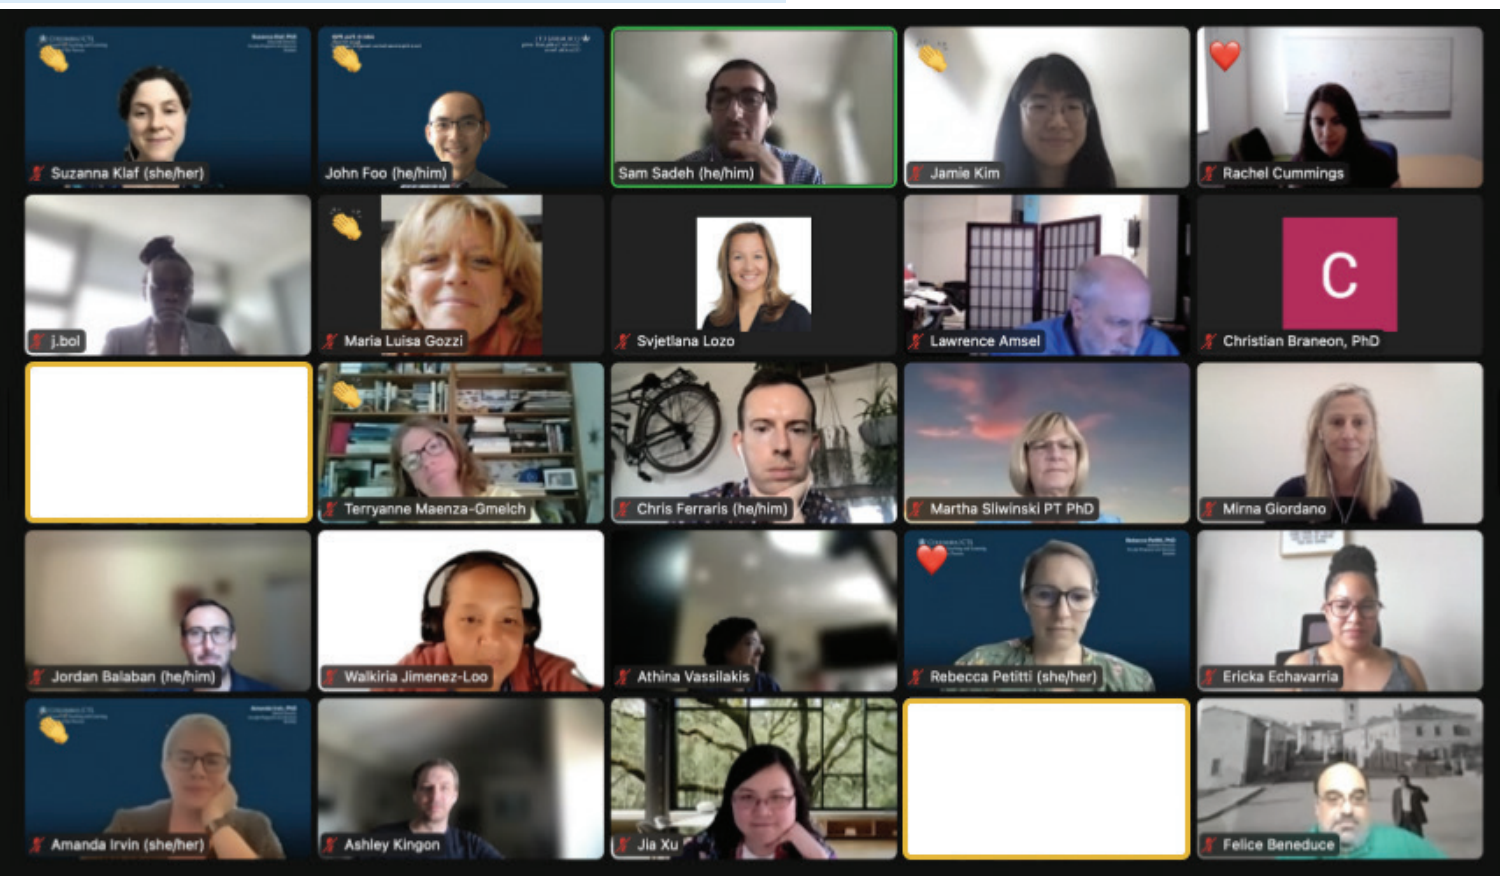 Suzanna Klaf (she/her)
John Foo (he/him)
Sam Sadeh (he/him)
Jamie Kim
Rachel Cummings
j.bol
Maria Luisa Gozzi
Svjetlana Lozo
Lawrence Amsel
C
Christian Braneon, PhD
Terryanne Maenza-Gmelch
Chris Ferraris (he/him)
Martha Sliwinski PT PhD
Mirna Giordano
Jordan Balaban (he/him)
Walkiria Jimenez-Loo
Athina Vassilakis
Rebecca Petitti (she/her)
Ericka Echavarria
Amanda Irvin (she/her)
Ashley Kingon
Jia Xu
Felice Beneduce